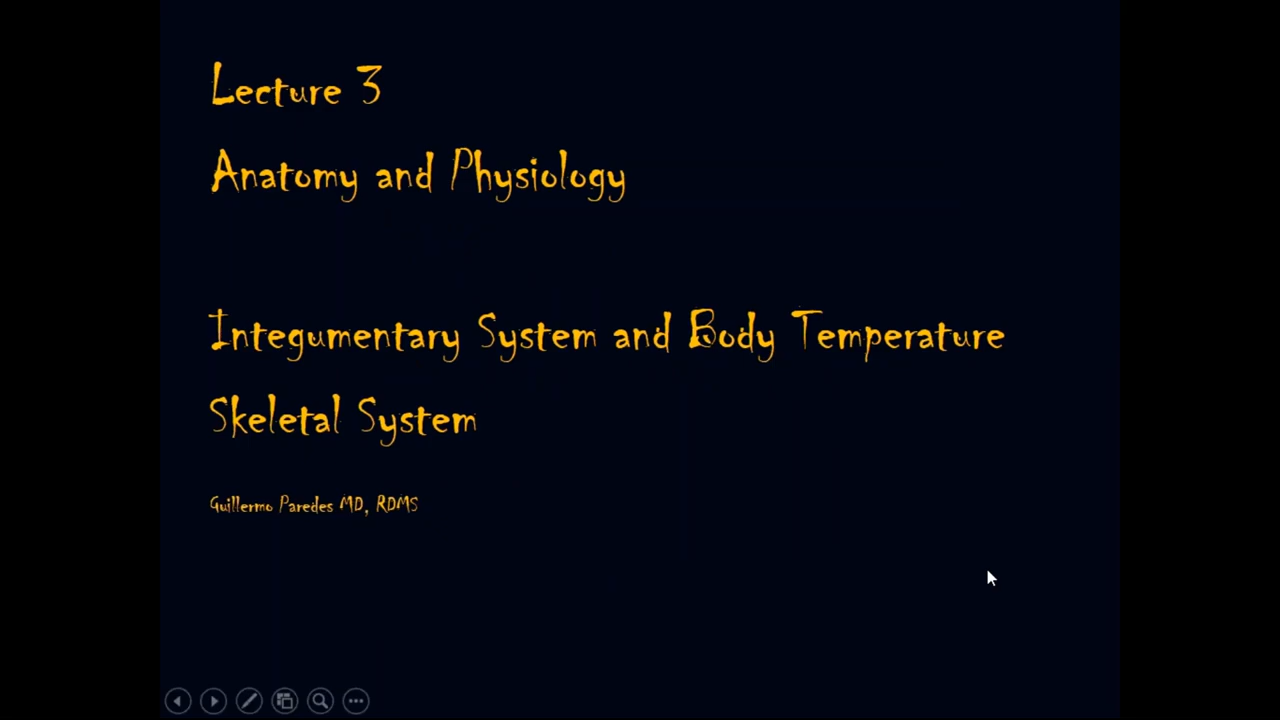 Lecture 3
Anatomy and Physiology
Integumentary System and Body Temperature
Skeletal System
Guillermo Paredes MD, RDMS